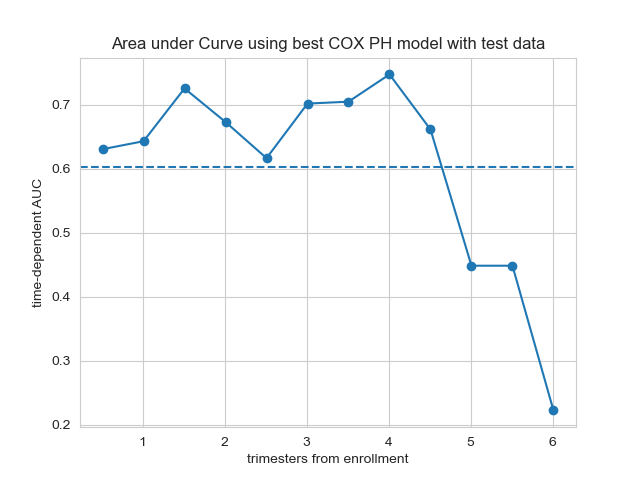 Area under Curve using best COX PH model with test data
0.7
0.6
0.5
0.4
0.3
0.2
time-dependent AUC
1 2 3 4 5 6
trimesters from enrollment